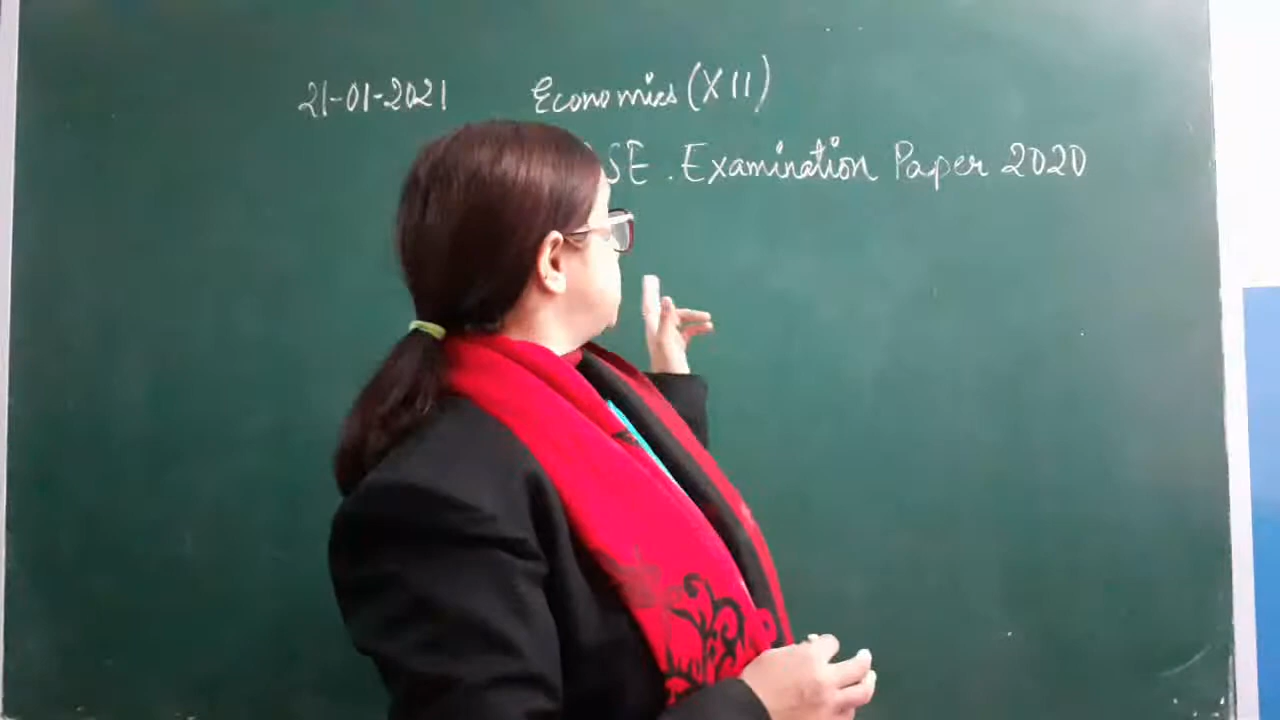 21-01-2021 Economics (XII)
SE. Examination Paper 2020